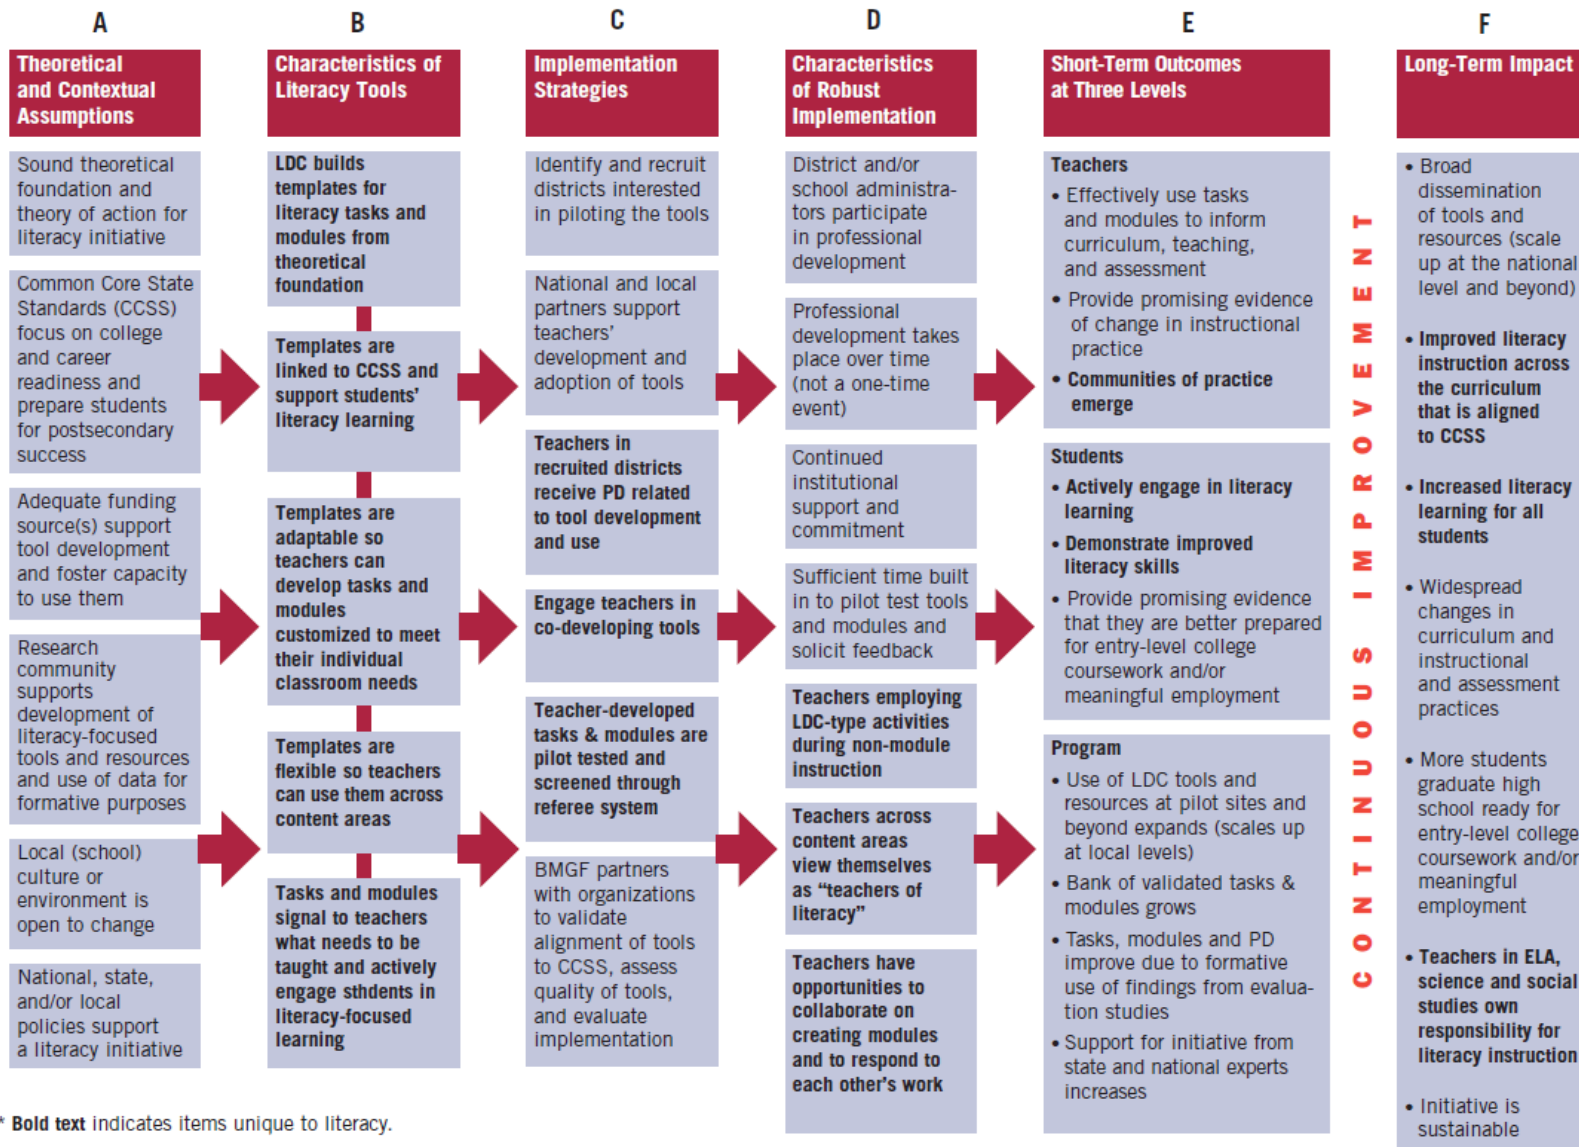 A
Theoretical
and Contextual
Assumptions
Sound theoretical
foundation and
theory of action for
literacy initiative
Common Core State
Standards (CCSS)
focus on college
and career
readiness and
prepare students
for postsecondary
success
Adequate funding
source(s) support
tool development
and foster capacity
to use them
Research
community
supports
development of
literacy-focused
tools and resources
and use of data for
formative purposes
Local (school)
culture or
environment is
open to change
National, state,
and/or local
policies support
a literacy initiative
B
Characteristics of
Literacy Tools
LDC builds
templates for
literacy tasks and
modules from
theoretical
foundation
Templates are
linked to CCSS and
support students’
literacy learning
Templates are
adaptable so
teachers can
develop tasks and
modules
customized to meet
their individual
classroom needs
Templates are
flexible so teachers
can use them across
content areas
Tasks and modules
signal to teachers
what needs to be
taught and actively
engage sthdents in
literacy-focused
learning
C
Implementation
Strategies
Identify and recruit
districts interested
in piloting the tools
National and local
partners support
teachers’
development and
adoption of tools
Teachers in
recruited districts
receive PD related
to tool development
and use
Engage teachers in
co-developing tools
Teacher-developed
tasks & modules are
pilot tested and
screened through
referee system
BMGF partners
with organizations
to validate
alignment of tools
to CCSS, assess
quality of tools,
and evaluate
implementation
D
Characteristics
of Robust
Implementation
District and/or
school administra-
tors participate
in professional
development
Professional
development takes
place over time
(not a one-time
event)
Continued
institutional
support and
commitment
Sufficient time built
in to pilot test tools
and modules and
solicit feedback
Teachers employing
LDC-type activities
during non-module
instruction
Teachers across
content areas
view themselves
as “teachers of
literacy”
Teachers have
opportunities to
collaborate on
creating modules
and to respond to
each other’s work
E
Short-Term Outcomes
at Three Levels
Teachers
• Effectively use tasks
and modules to inform
curriculum, teaching,
and assessment
• Provide promising evidence
of change in instructional
practice
• Communities of practice
emerge
Students
• Actively engage in literacy
learning
• Demonstrate improved
literacy skills
• Provide promising evidence
that they are better prepared
for entry-level college
coursework and/or
meaningful employment
Program
• Use of LDC tools and
resources at pilot sites and
beyond expands (scales up
at local levels)
• Bank of validated tasks &
modules grows
• Tasks, modules and PD
improve due to formative
use of findings from evalua-
tion studies
• Support for initiative from
state and national experts
increases
CONTINUOUS IMPROVEMENT
F
Long-Term Impact
• Broad
dissemination
of tools and
resources (scale
up at the national
level and beyond)
• Improved literacy
instruction across
the curriculum
that is aligned
to CCSS
• Increased literacy
learning for all
students
• Widespread
changes in
curriculum and
instructional
and assessment
practices
• More students
graduate high
school ready for
entry-level college
coursework and/or
meaningful
employment
• Teachers in ELA,
science and social
studies own
responsibility for
literacy instruction
• Initiative is
sustainable
* Bold text indicates items unique to literacy.